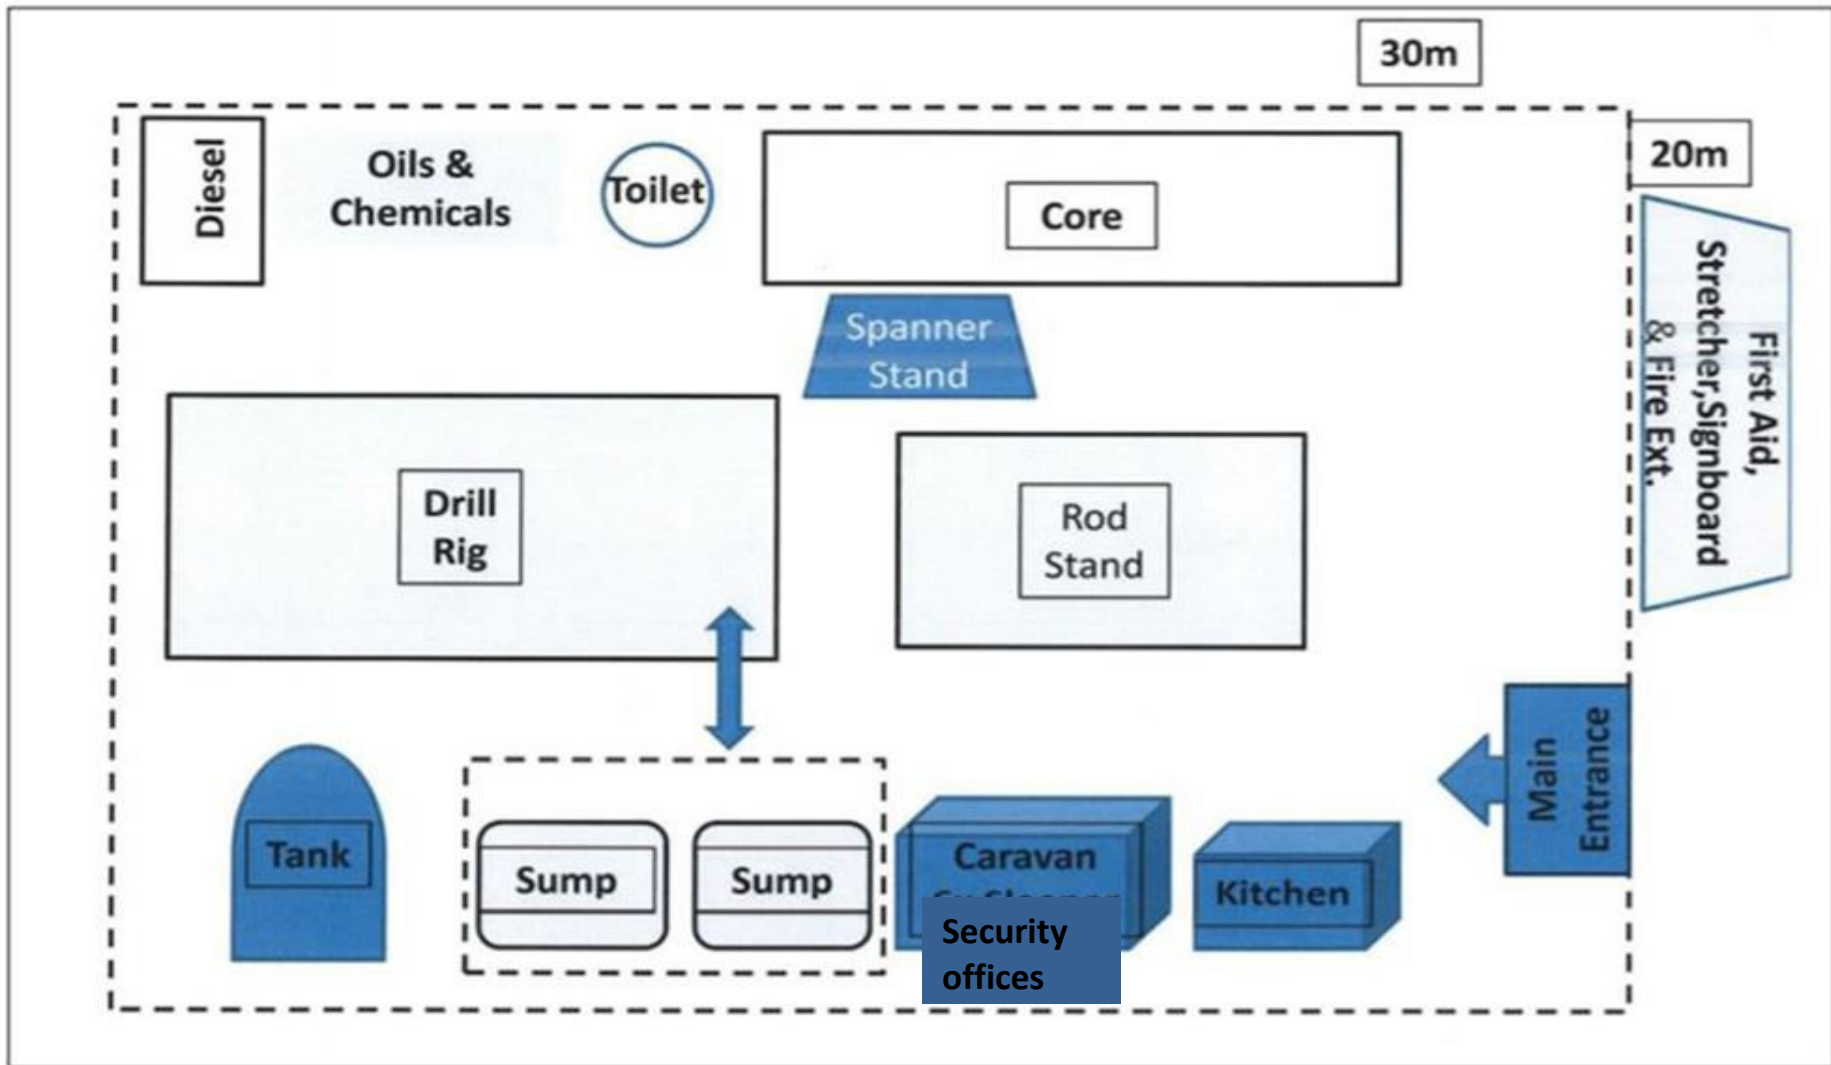 30m
20m
Diesel
Oils &
Chemicals
Toilet
Core
Spanner
Stand
First Aid,
Stretcher,Signboard
& Fire Ext.
Drill
Rig
Rod
Stand
Main
Entrance
Tank
Sump
Sump
Caravan
Security
offices
Kitchen